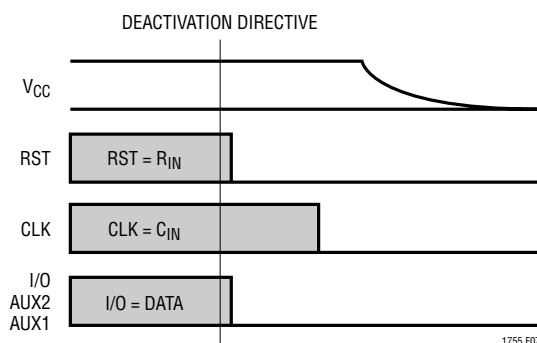 DEACTIVATION DIRECTIVE
VCC
RST
RST = RIN
CLK
CLK = CIN
I/O
AUX2
AUX1
I/O = DATA